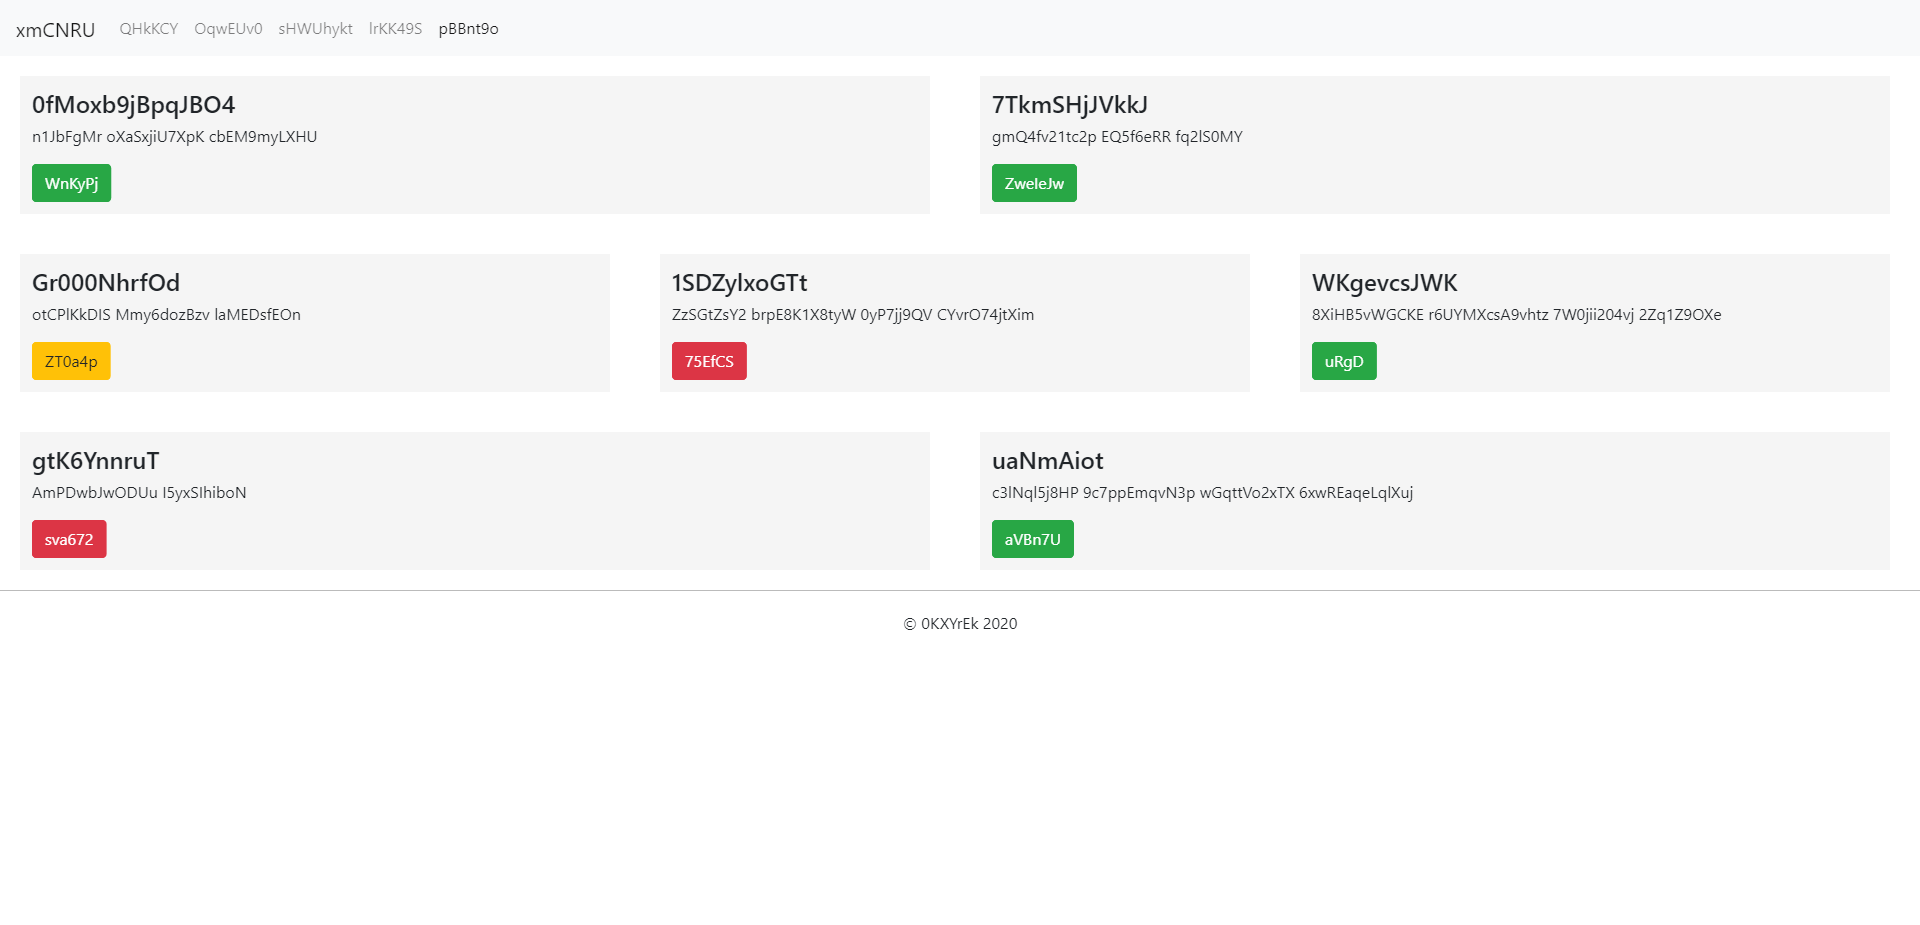 xmCNRU QHkKCY OqwEUv0 sHWUhykt lrKK49S pBBnt9o
0fMoxb9jBpqJBO4
n1JbFgMr oXaSxjiU7XpK cbEM9myLXHU
WnKyPj
7TkmSHjJVkkJ
gmQ4fv21tc2p EQ5f6eRR fq2lS0MY
ZweleJw
Gr000NhrfOd
otCPlKkDIS Mmy6dozBzv laMEDsfEOn
ZT0a4p
1SDZylxoGTt
ZzSGtZsY2 brpE8K1X8tyW 0yP7jj9QV CYvrO74jtXim
75EfCS
WKgevcsJWK
8XiHB5vWGCKE r6UYMXcsA9vhtz 7W0jii204vj 2Zq1Z9OXe
uRgD
gtK6YnnruT
AmPDwbJwODUu I5yxSIhiboN
sva672
uaNmAiot
c3lNql5j8HP 9c7ppEmqvN3p wGqttVo2xTX 6xwREaqeLqlXuj
aVBn7U
© 0KXYrEk 2020